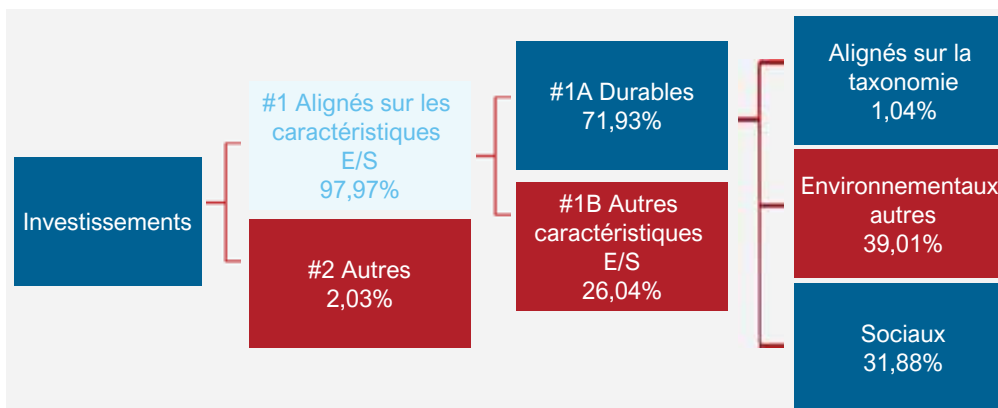 Investissements
#1 Alignés sur les
caractéristiques
E/S
97,97%
#2 Autres
2,03%
#1A Durables
71,93%
#1B Autres
caractéristiques
E/S
26,04%
Alignés sur la
taxonomie
1,04%
Environnementaux
autres
39,01%
Sociaux
31,88%